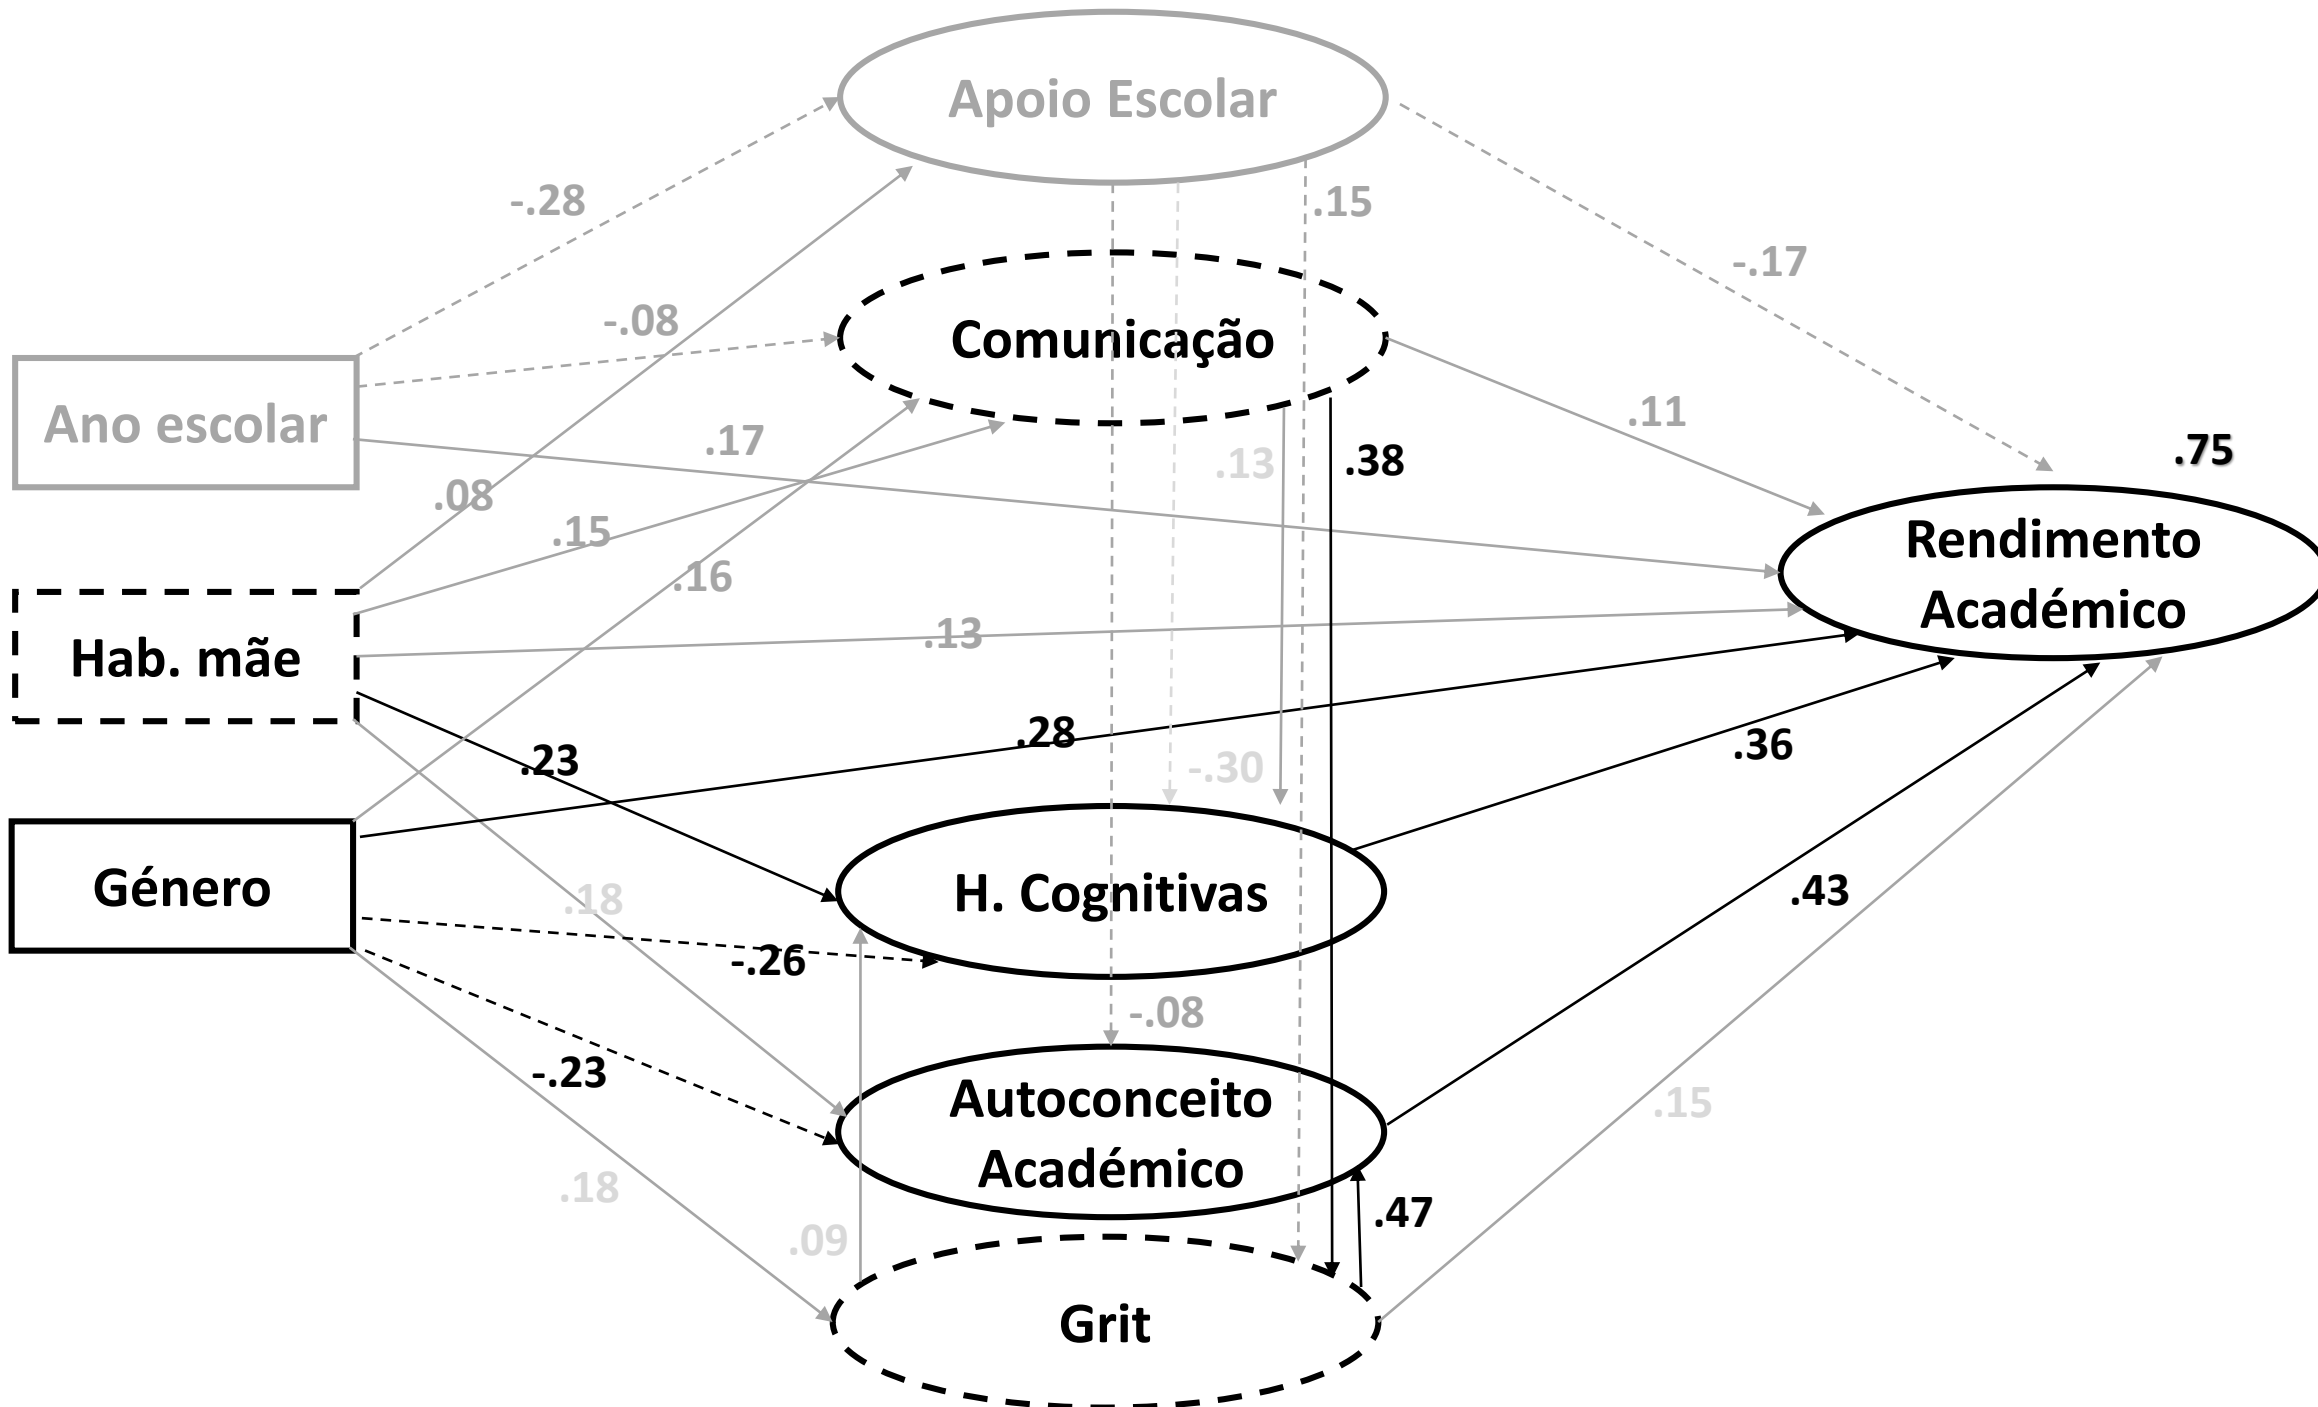 Apoio Escolar
-.28
.15
-.17
-.08
Comunicação
.11
Ano escolar
.17
.13
.38
.75
.08
.15
.16
Rendimento
Académico
Hab. mãe
.13
.23
.28
-.30
.36
Género
.18
H. Cognitivas
.43
-.26
-.08
-.23
Autoconceito
Académico
.15
.18
.09
.47
Grit